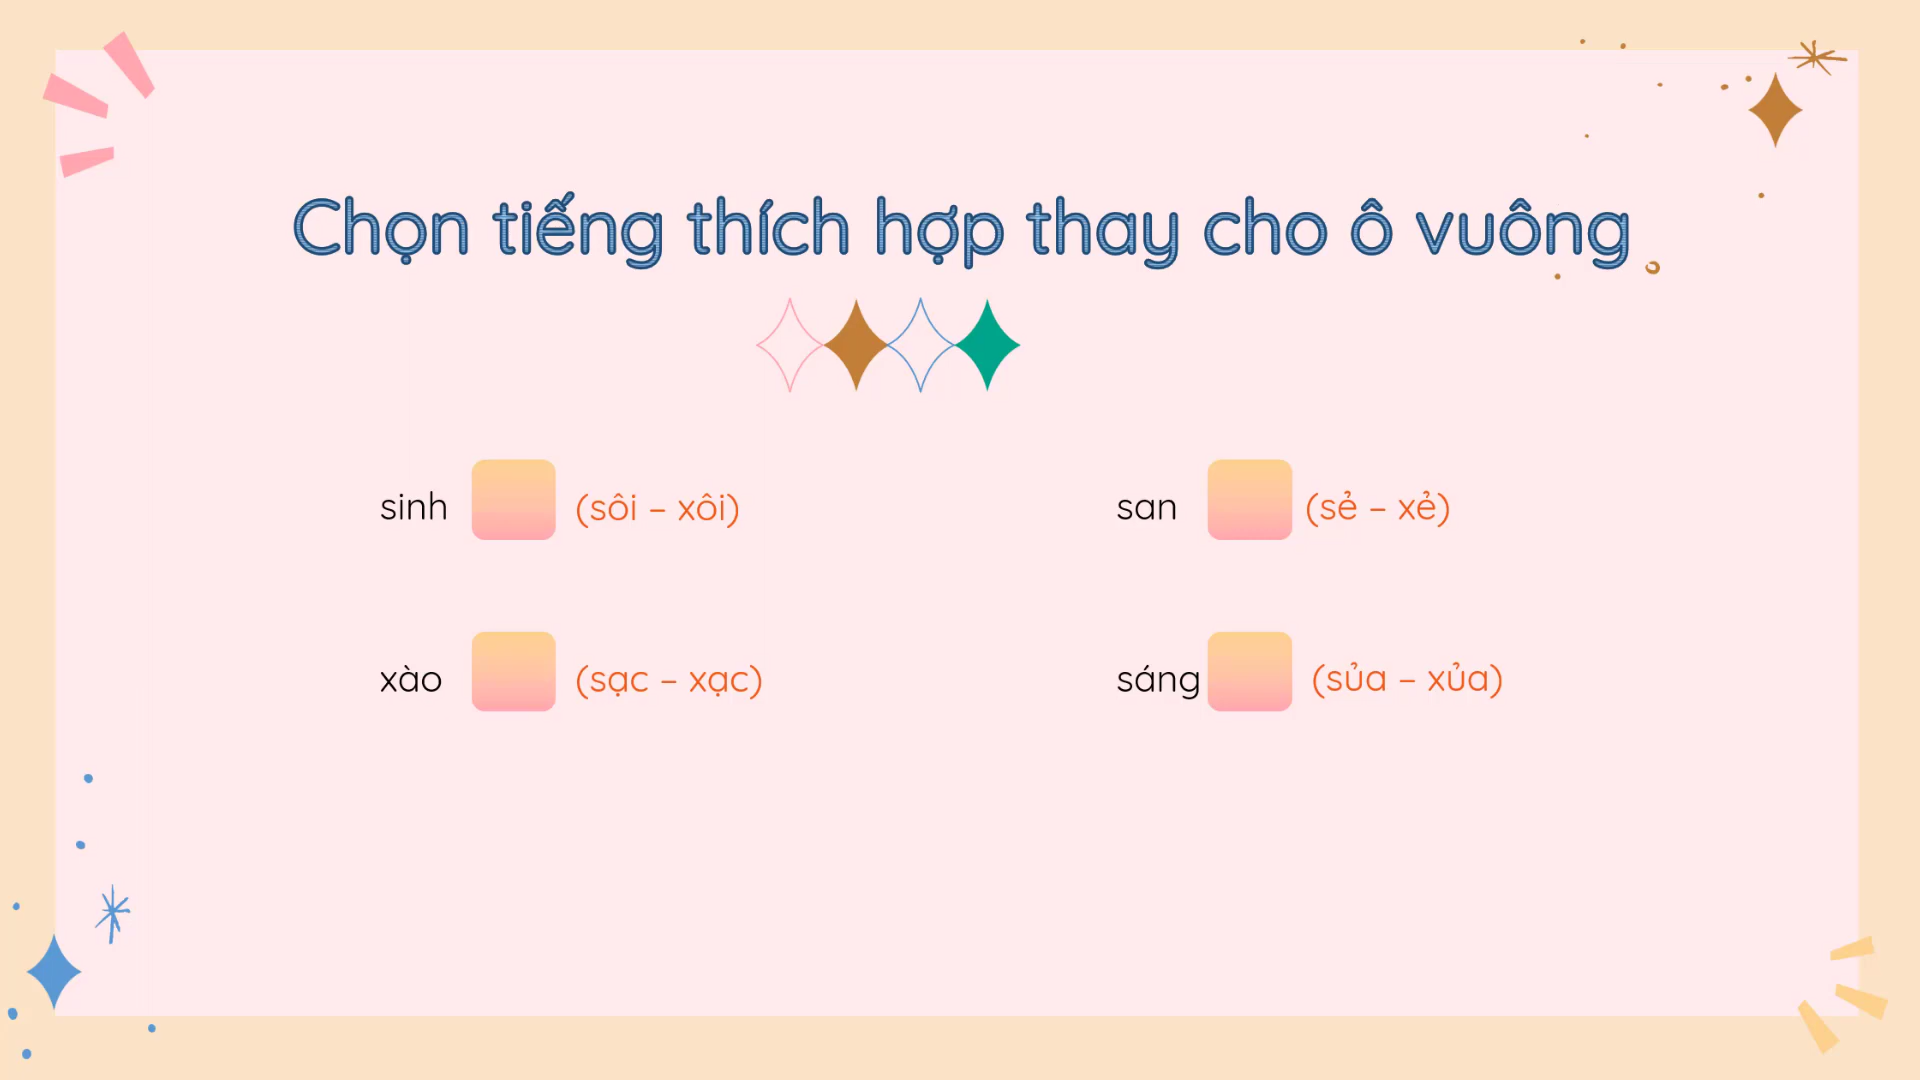 Chọn tiếng thích hợp thay cho ô vuông
sinh (sôi – xôi)
san (sẻ – xẻ)
xào (sạc – xạc)
sáng (sủa – xủa)